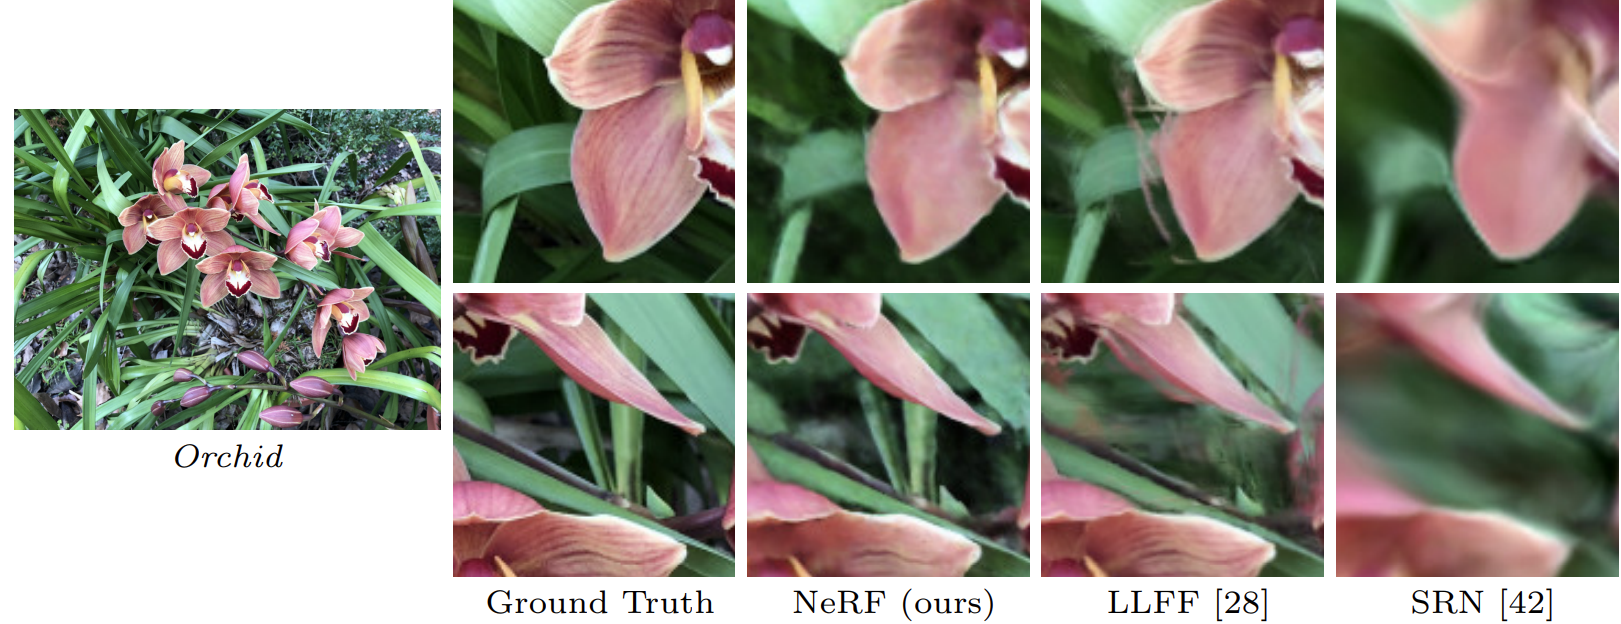 Orchid
Ground Truth
NeRF (ours)
LLFF [28]
SRN [42]